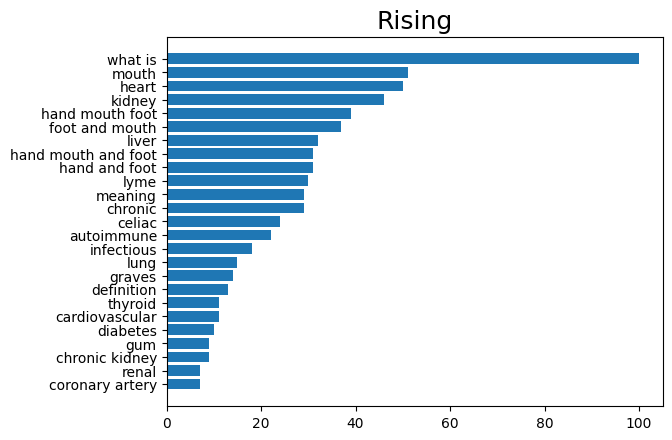 Rising
what is
mouth
heart
kidney
hand mouth foot
foot and mouth
liver
hand mouth and foot
hand and foot
lyme
meaning
chronic
celiac
autoimmune
infectious
lung
graves
definition
thyroid
cardiovascular
diabetes
gum
chronic kidney
renal
coronary artery
0 20 40 60 80 100